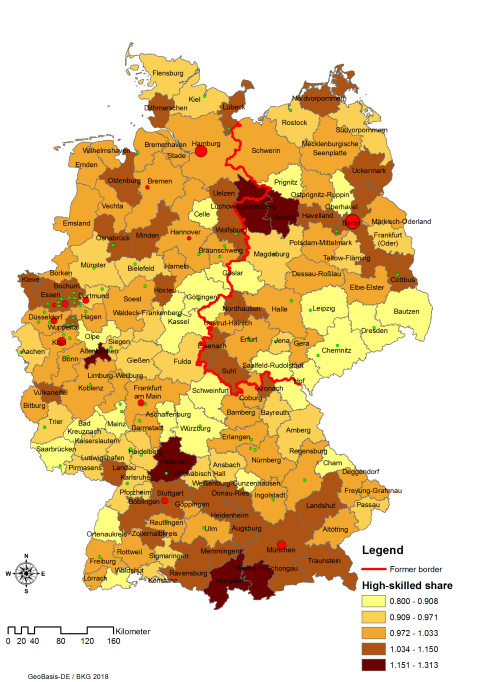 Flensburg
Kiel
Dithmarschen
Lübeck
Nordvorpommern
Rostock
Südvorpommern
Wilhelmshaven
Bremerhaven
Stade
Hamburg
Schwerin
Mecklenburgische
Seenplatte
Emden
Uckermark
Oldenburg
Bremen
Uelzen
Prignitz
Ostprignitz-Ruppin
Oberhavel
Vechta
Celle
Havelland
Berlin
Märkisch-Oderland
Emsland
Osnabrück
Minden
Hannover
Wolfsburg
Frankfurt
(Oder)
Potsdam-Mittelmark
Braunschweig
Magdeburg
Teltow-Fläming
Borken
Münster
Bielefeld
Hameln
Goslar
Dessau-Roßlau
Cottbus
Kleve
Bochum
Essen
Dortmund
Soest
Höxter
Göttingen
Elbe-Elster
Düsseldorf
Hagen
Waldeck-Frankenberg
Nordhausen
Halle
Leipzig
Bautzen
Wuppertal
Kassel
Unstrut-Hainich
Dresden
Köln
Olpe
Siegen
Eisenach
Erfurt
Jena
Gera
Chemnitz
Aachen
Altenkirchen
Bonn
Gießen
Fulda
Suhl
Saalfeld-Rudolstadt
Limburg-Weilburg
Hof
Vulkaneifel
Koblenz
Frankfurt
am Main
Schweinfurt
Kronach
Coburg
Bitburg
Aschaffenburg
Bamberg
Bayreuth
Trier
Bad
Kreuznach
Mainz
Darmstadt
Würzburg
Amberg
Kaiserslautern
Erlangen
Saarbrücken
Ludwigshafen
Heidelberg
Nürnberg
Regensburg
Pirmasens
Landau
Ansbach
Cham
Schwäbisch Hall
Karlsruhe
Weißenburg-Gunzenhausen
Deggendorf
Pforzheim
Stuttgart
Donau-Ries
Ingolstadt
Freyung-Grafenau
Böblingen
Göppingen
Landshut
Passau
Heidenheim
Reutlingen
Ulm
Augsburg
Altötting
Ortenaukreis
Zollernalbkreis
Rottweil
Sigmaringen
Memmingen
München
Freiburg
Traunstein
Waldshut
Ravensburg
Lörrach
Konstanz
N
W E
S
Legend
Former border
High-skilled share
0.800 - 0.908
0.909 - 0.971
0.972 - 1.033
1.034 - 1.150
1.151 - 1.313
0 20 40 80 120 160
Kilometer
GeoBasis-DE / BKG 2018